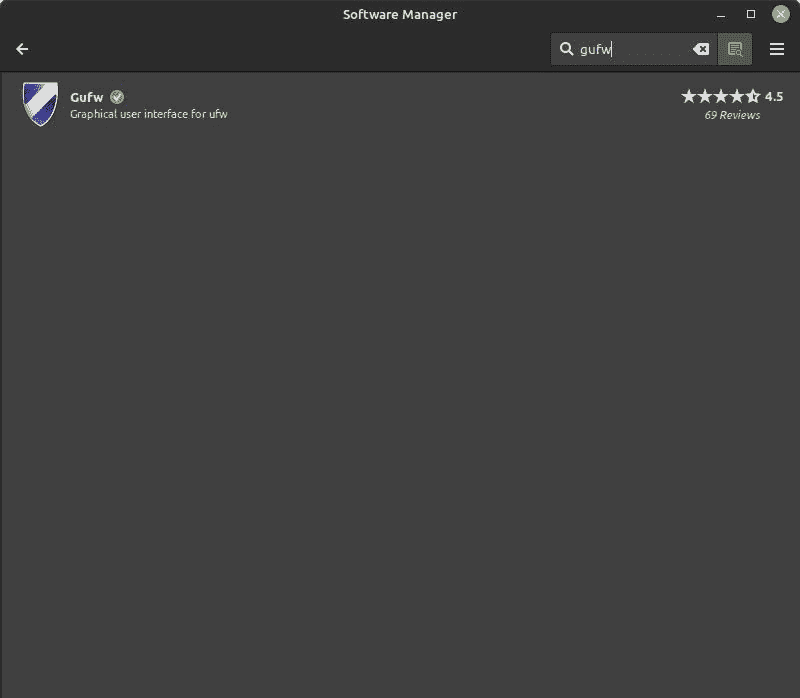 Software Manager
gufw
Gufw
4.5
Graphical user interface for ufw
69 Reviews